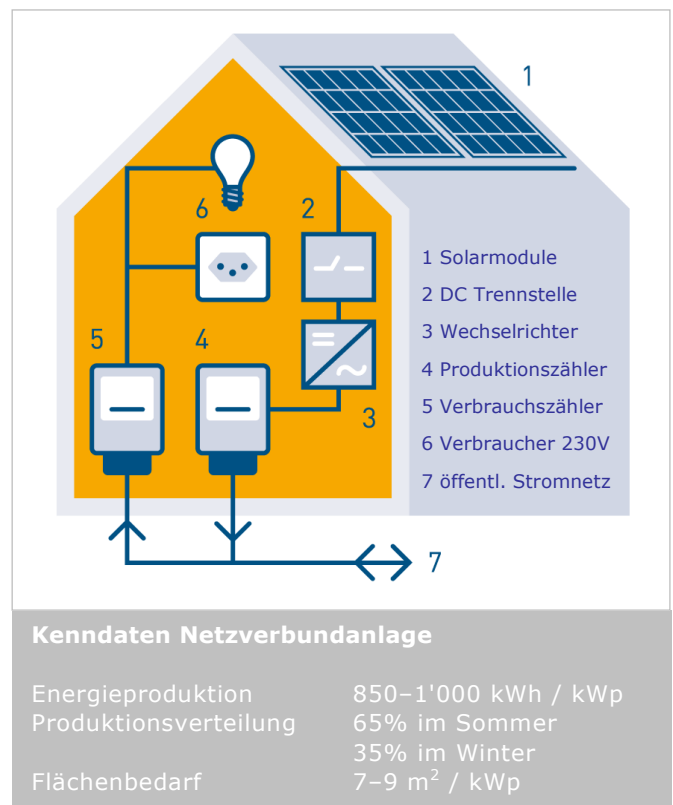 1
6
2
1 Solarmodule
2 DC Trennstelle
3 Wechselrichter
4 Produktionszähler
5 Verbrauchszähler
6 Verbraucher 230V
7 öffentl. Stromnetz
5
4
3
7
Kenndaten Netzverbundanlage
Energieproduktion 850–1'000 kWh / kWp
Produktionsverteilung 65% im Sommer
35% im Winter
Flächenbedarf 7–9 m² / kWp